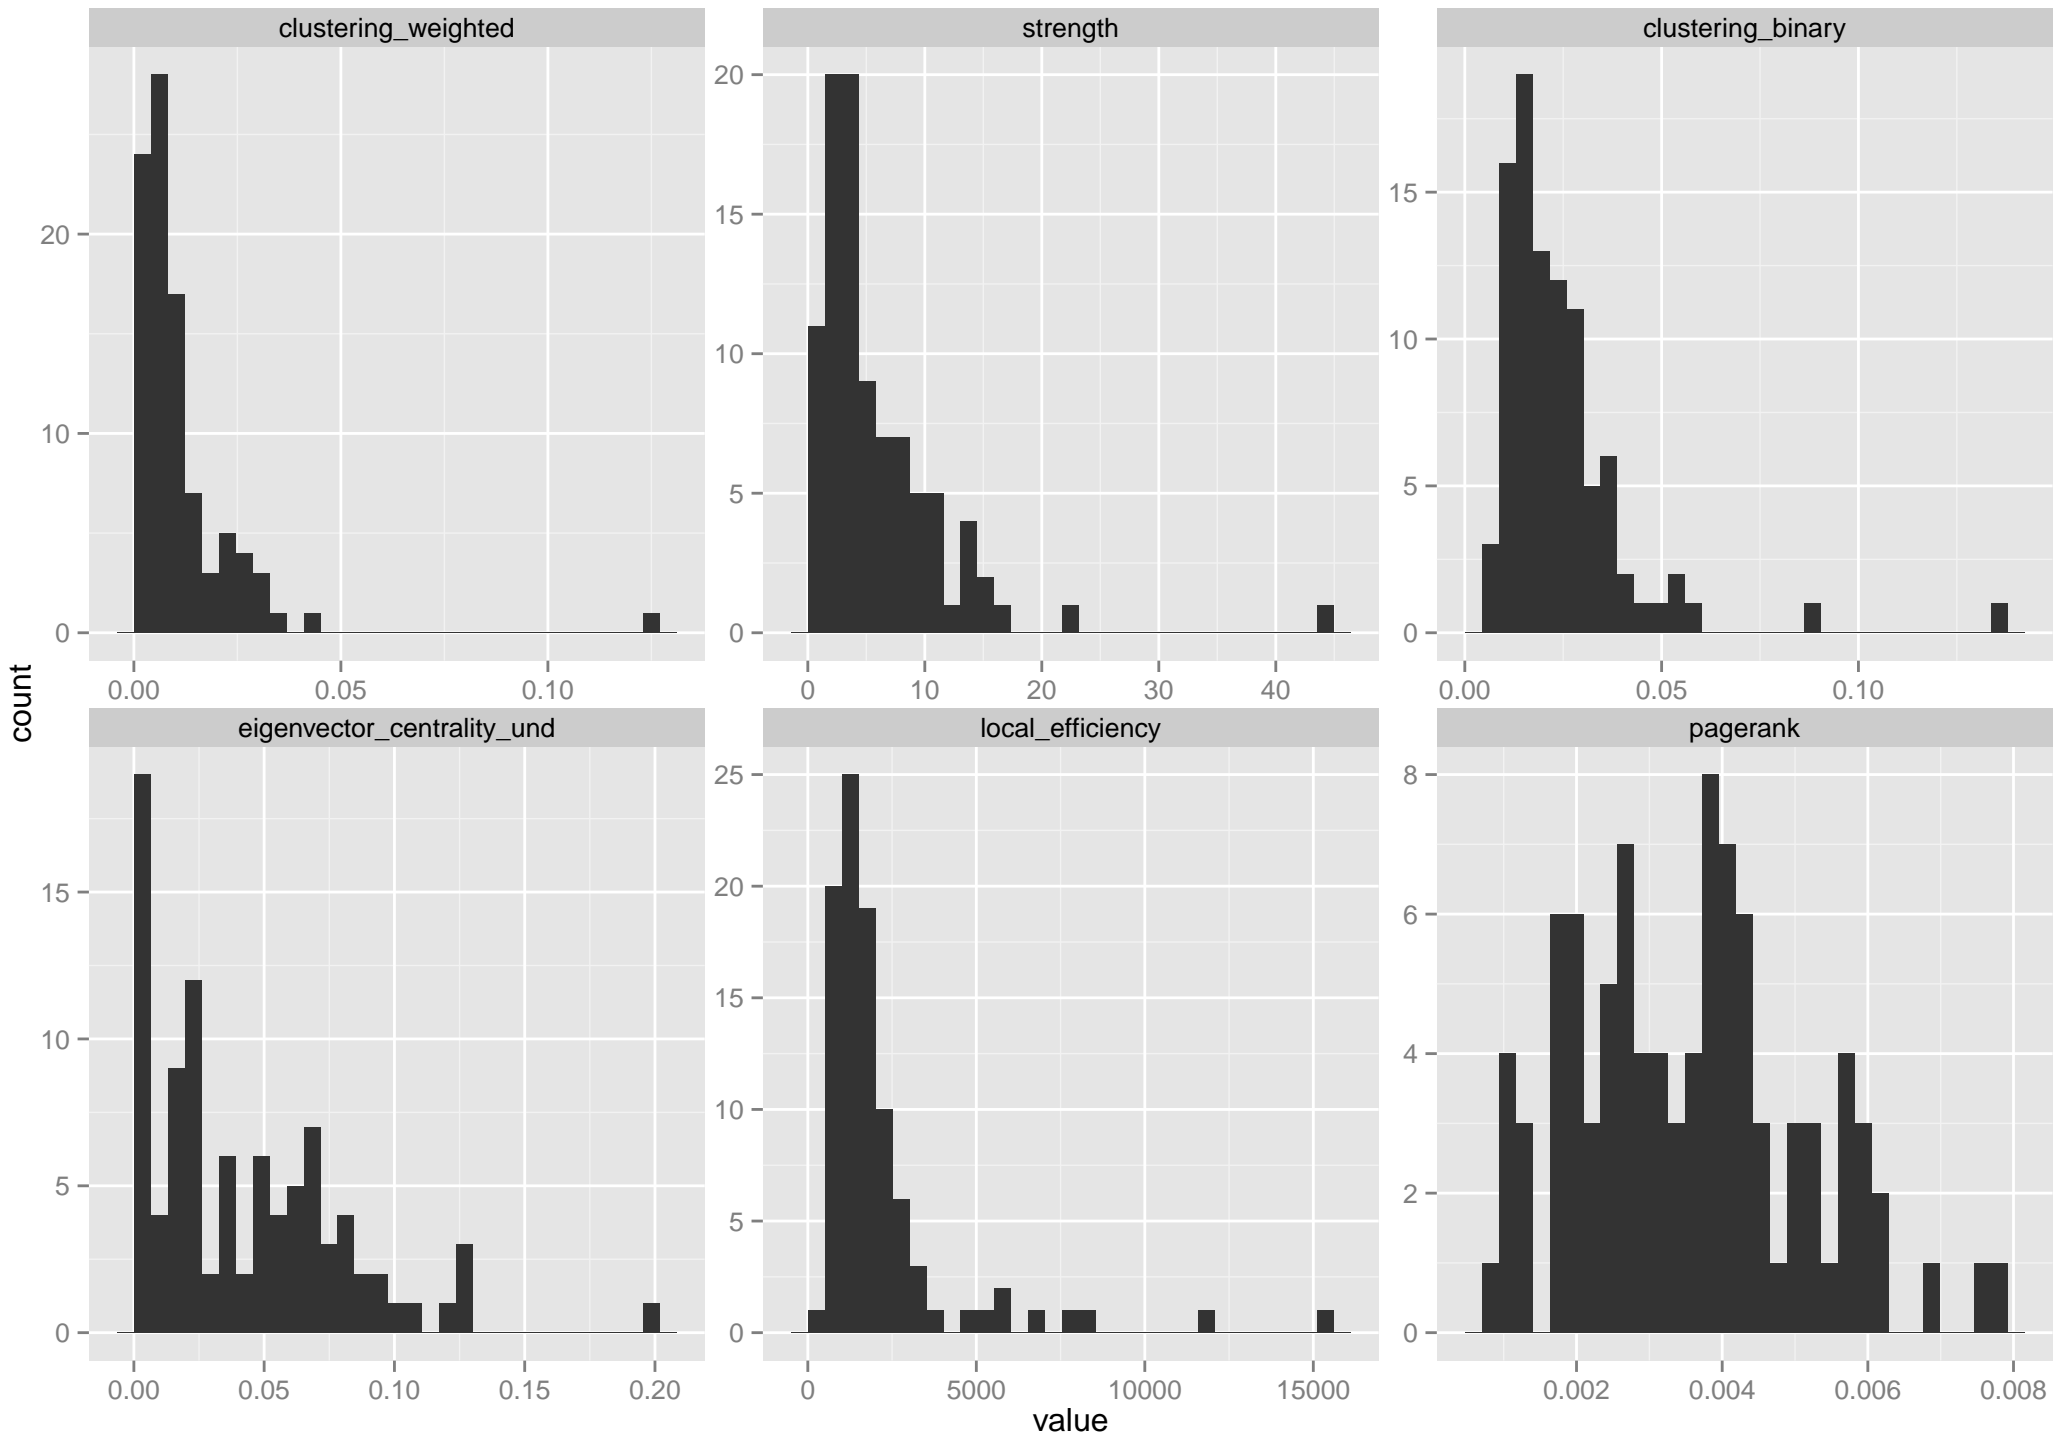 clustering_weighted
strength
clustering_binary
20
10
0
20
15
10
5
0
15
10
5
0
0.00 0.05 0.10
0 10 20 30 40
0.00 0.05 0.10
count
eigenvector_centrality_und
local_efficiency
pagerank
15
10
5
0
25
20
15
10
5
0
8
6
4
2
0
0.00 0.05 0.10 0.15 0.20
0 5000 10000 15000
0.002 0.004 0.006 0.008
value